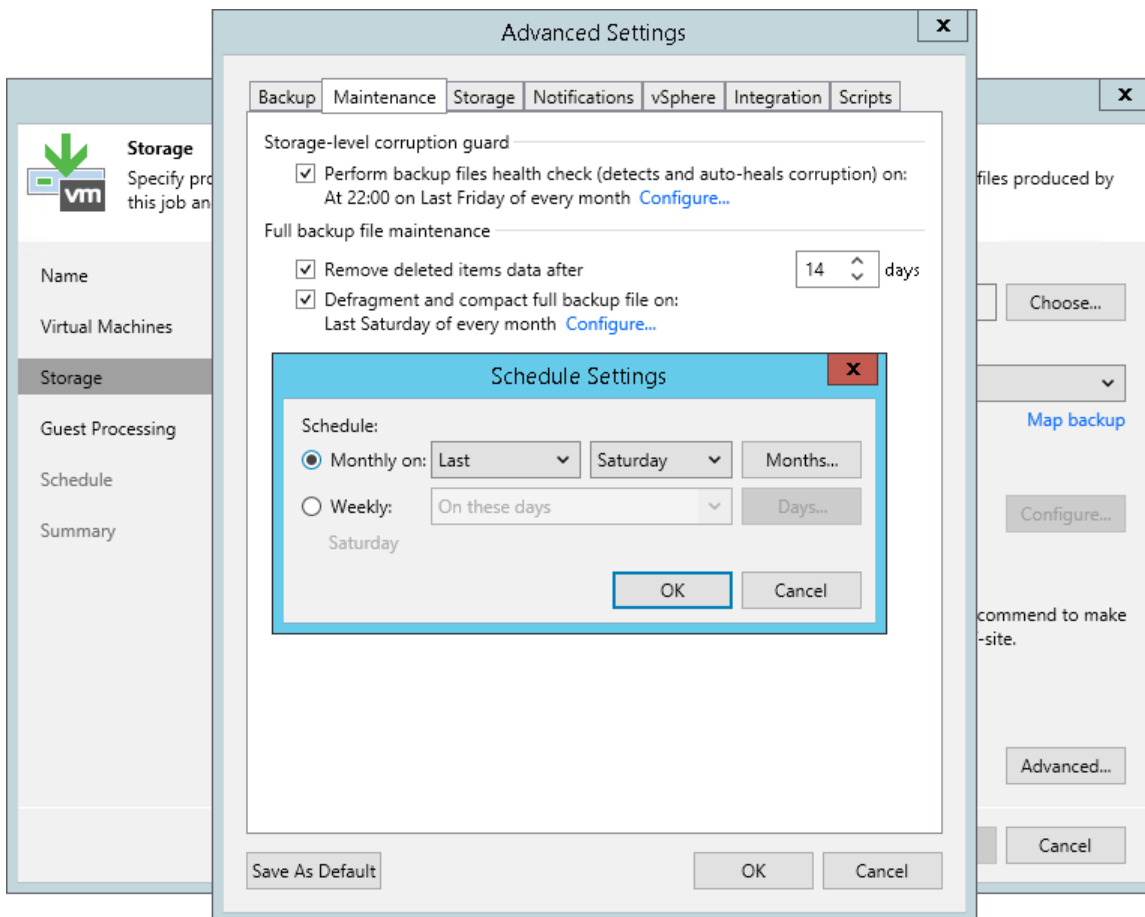 Advanced Settings
X
X
Backup Maintenance Storage Notifications vSphere Integration Scripts
Storage
Specify
this job
files produced by
vm
Name
Virtual Machines
Storage
Guest Processing
Schedule
Summary
Storage-level corruption guard
Perform backup files health check (detects and auto-heals corruption) on:
At 22:00 on Last Friday of every month Configure...
Full backup file maintenance
Remove deleted items data after 14 days
Defragment and compact full backup file on:
Last Saturday of every month Configure...
Schedule Settings
X
Schedule:
Monthly on: Last Saturday Months...
Weekly: On these days Days...
Saturday
OK Cancel
Choose...
Map backup
Configure...
commend to make
-site.
Advanced...
Cancel
Save As Default OK Cancel